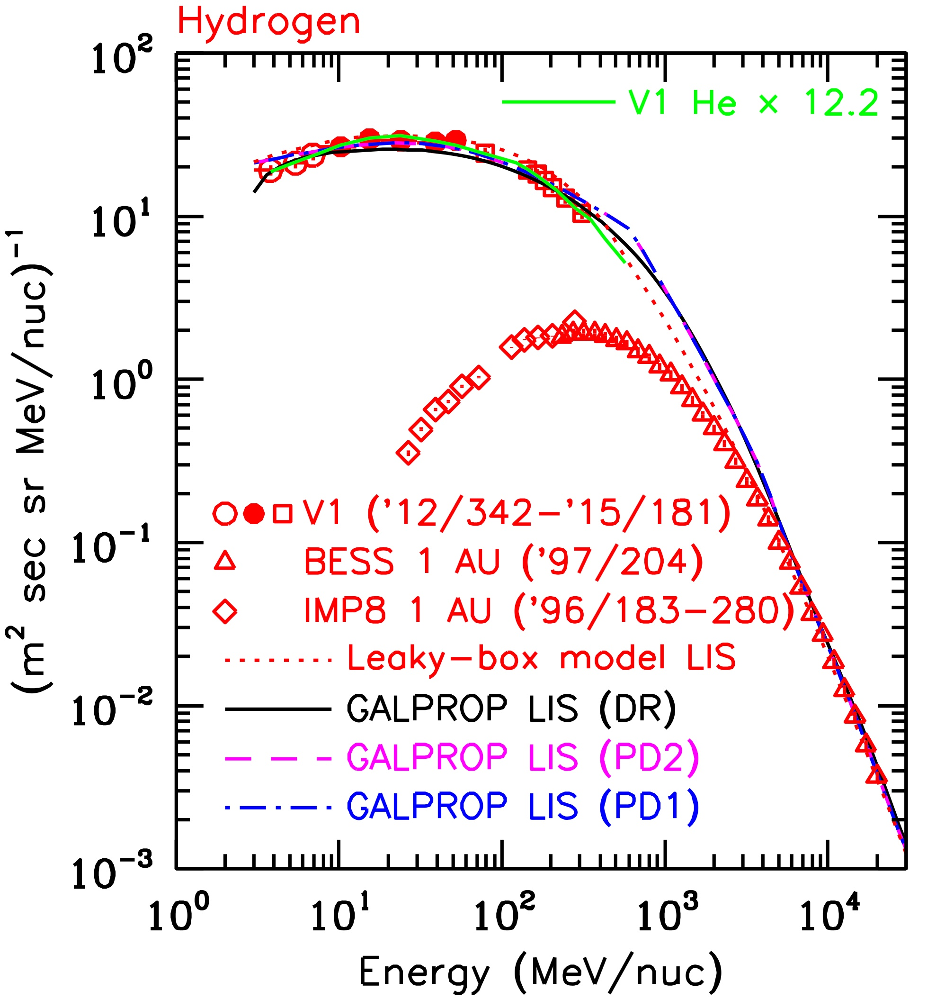 Hydrogen
10²
10¹
10⁰
10⁻¹
10⁻²
10⁻³
(m² sec sr MeV/nuc)⁻¹
V1 He × 12.2
V1 ('12/342-'15/181)
BESS 1 AU ('97/204)
IMP8 1 AU ('96/183-280)
Leaky-box model LIS
GALPROP LIS (DR)
GALPROP LIS (PD2)
GALPROP LIS (PD1)
10⁰ 10¹ 10² 10³ 10⁴
Energy (MeV/nuc)